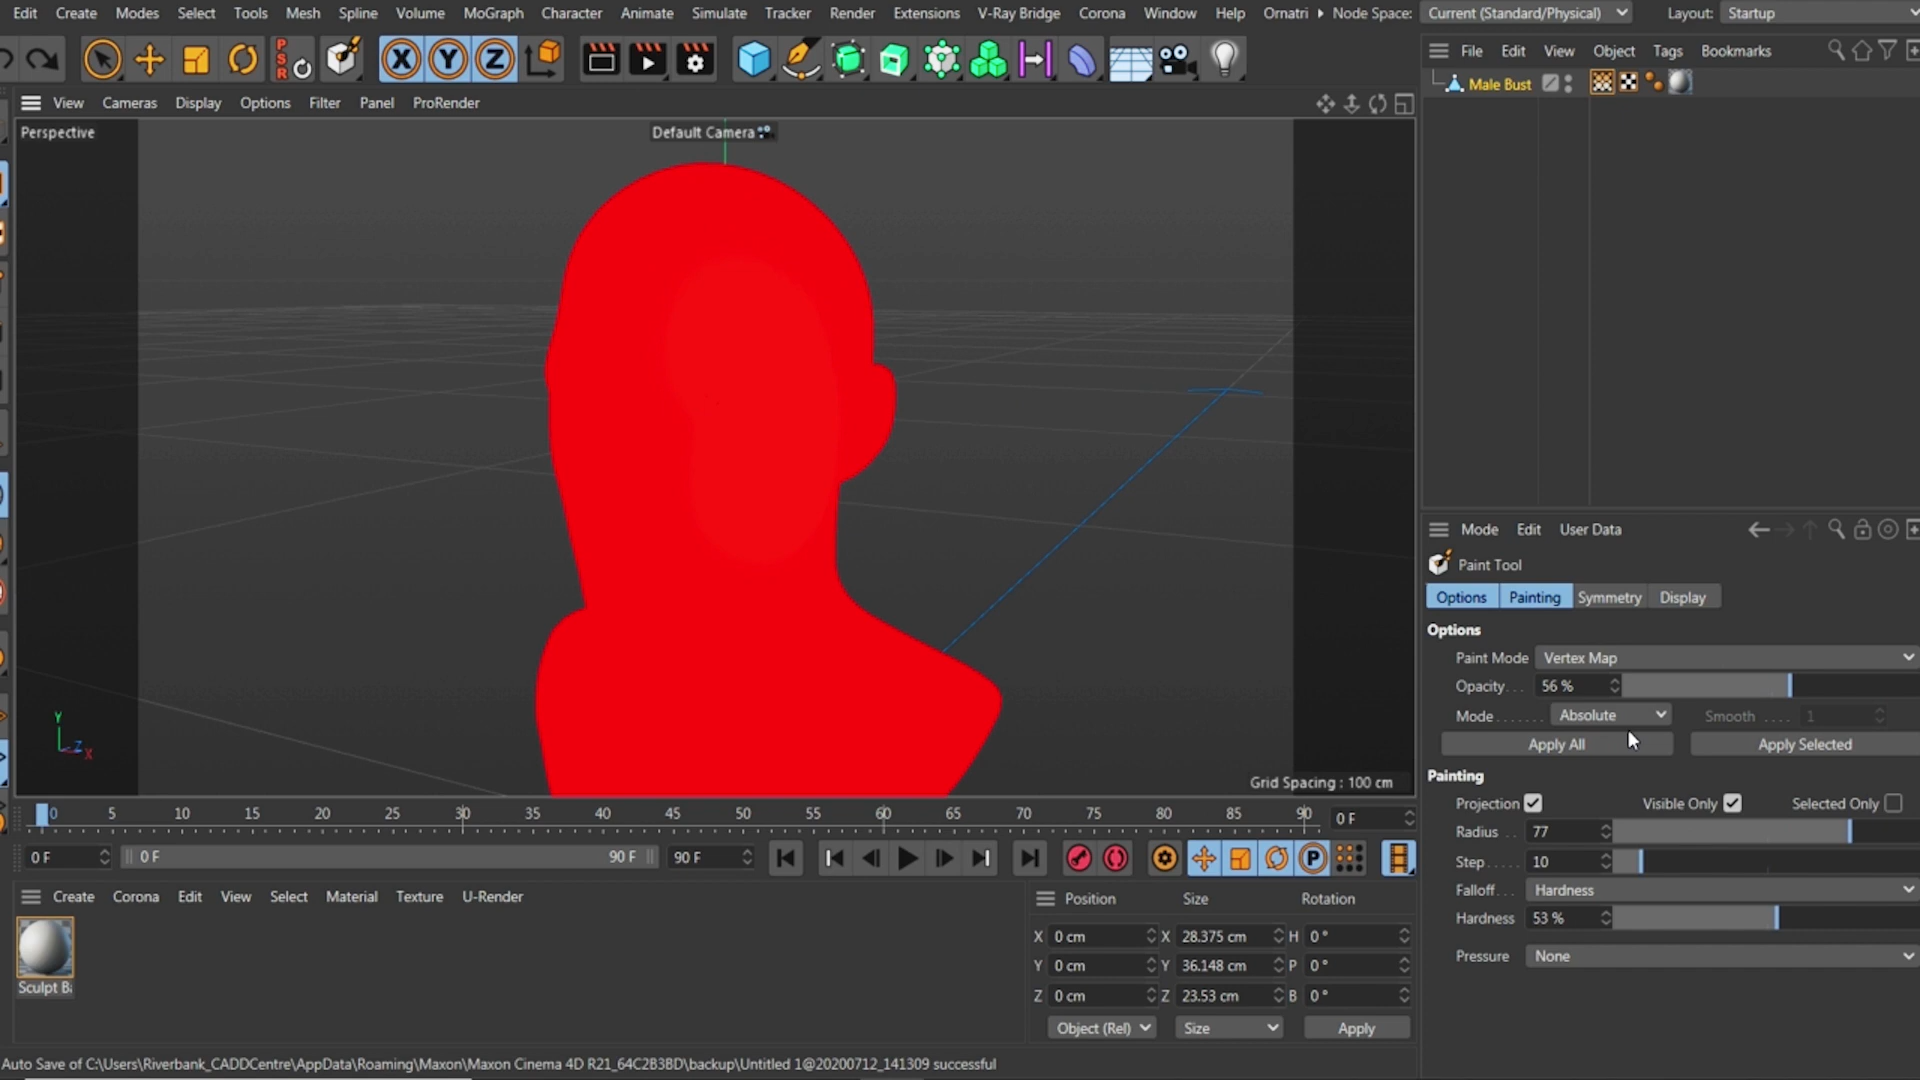 Edit Create Modes Select Tools Mesh Spline Volume MoGraph Character Animate Simulate Tracker Render Extensions V-Ray Bridge Corona Window Help Ornatri Node Space: Current (Standard/Physical) Layout: Startup
PSR X Y Z
File Edit View Object Tags Bookmarks
Male Bust
View Cameras Display Options Filter Panel ProRender
Perspective
Default Camera
Y
Z
X
Grid Spacing : 100 cm
Mode Edit User Data
Paint Tool
Options Painting Symmetry Display
Options
Paint Mode Vertex Map
Opacity. . . 56 %
Mode . . . . . . . Absolute Smooth . . . . 1
Apply All Apply Selected
Painting
Projection Visible Only Selected Only
Radius . . 77
Step. . . . . 10
Falloff. . . Hardness
Hardness 53 %
Pressure None
0 5 10 15 20 25 30 35 40 45 50 55 60 65 70 75 80 85 90 0 F
0 F 0 F 90 F 90 F P
Create Corona Edit View Select Material Texture U-Render
Sculpt Ba
Position Size Rotation
X 0 cm X 28.375 cm H 0 °
Y 0 cm Y 36.148 cm P 0 °
Z 0 cm Z 23.53 cm B 0 °
Object (Rel) Size Apply
Auto Save of C:\Users\Riverbank_CADDCentre\AppData\Roaming\Maxon\Maxon Cinema 4D R21_64C2B3BD\backup\Untitled 1@20200712_141309 successful